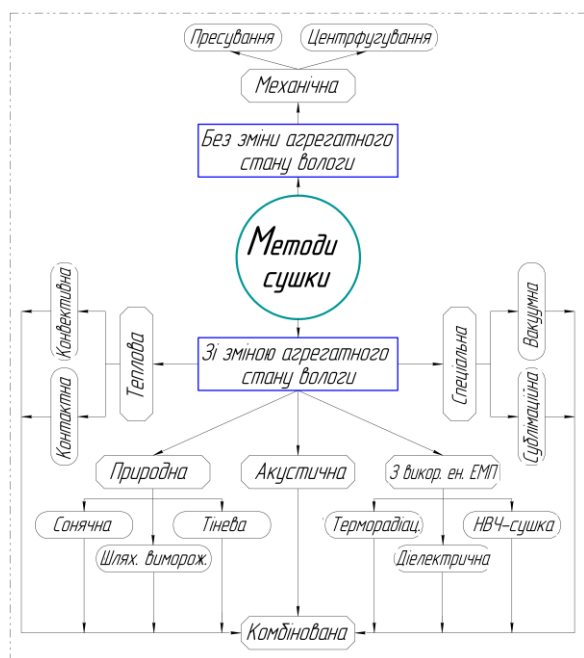 Пресування
Центрфугування
Механічна
Без зміни агрегатного
стану вологи
Методи
сушки
Конвективна
Контактна
Теплова
Зі зміною агрегатного
стану вологи
Спеціальна
Вакуумна
Сублімаційна
Природна
Акустична
З викор. ен. ЕМП
Сонячна
Тінева
Терморадіац.
НВЧ-сушка
Шлях. виморож.
Діелектрична
Комбінована